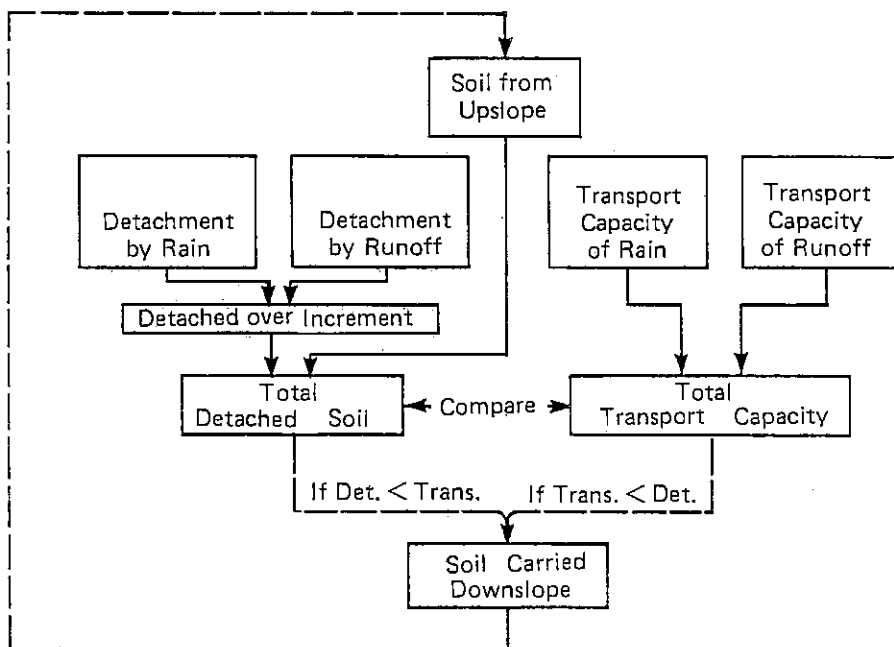 Soil from
Upslope
Detachment
by Rain
Detachment
by Runoff
Transport
Capacity
of Rain
Transport
Capacity
of Runoff
Detached over Increment
Total
Detached Soil
Compare
Total
Transport Capacity
If Det. < Trans.
If Trans. < Det.
Soil Carried
Downslope